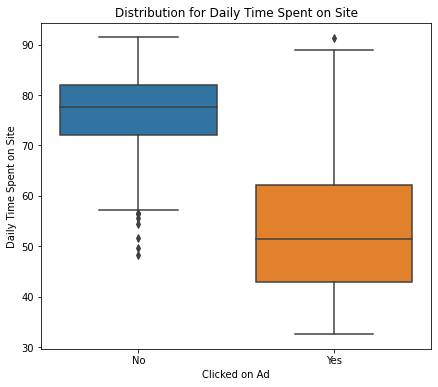 Distribution for Daily Time Spent on Site
90
80
70
60
50
40
30
Daily Time Spent on Site
No
Yes
Clicked on Ad